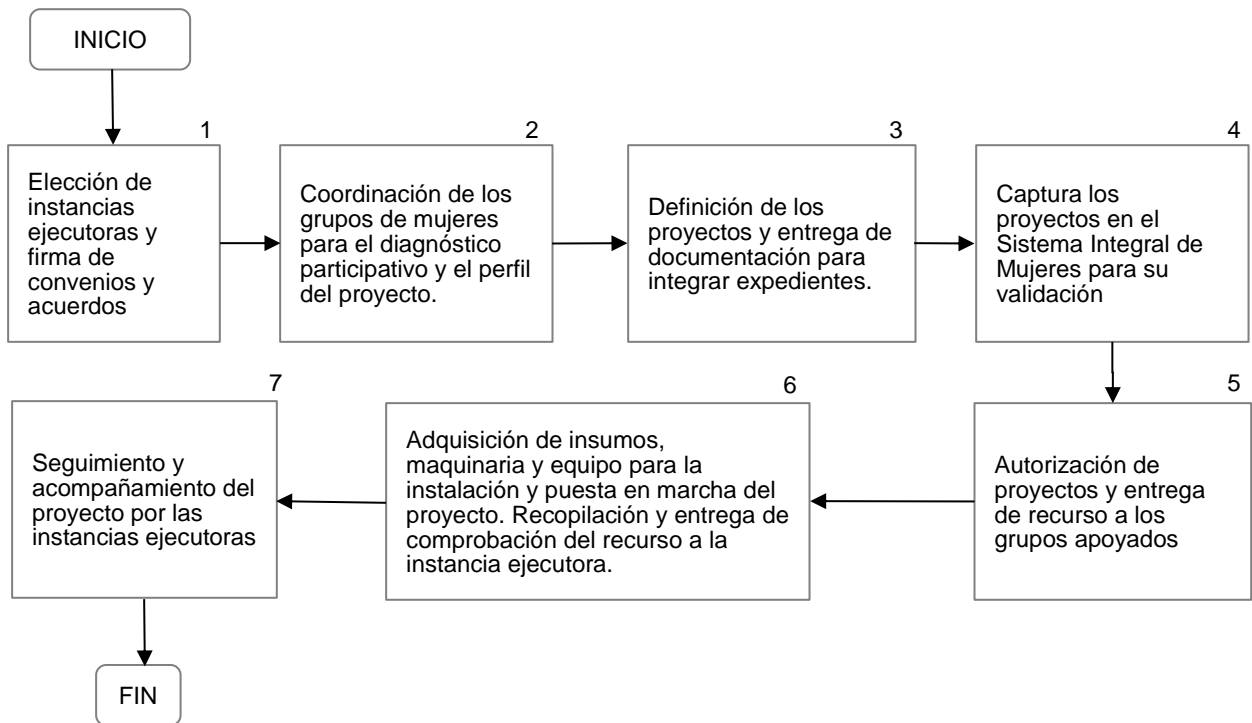 INICIO
1
Elección de
instancias
ejecutoras y
firma de
convenios y
acuerdos
2
Coordinación de los
grupos de mujeres
para el diagnóstico
participativo y el perfil
del proyecto.
3
Definición de los
proyectos y entrega de
documentación para
integrar expedientes.
4
Captura los
proyectos en el
Sistema Integral de
Mujeres para su
validación
5
Autorización de
proyectos y entrega
de recurso a los
grupos apoyados
6
Adquisición de insumos,
maquinaria y equipo para la
instalación y puesta en marcha del
proyecto. Recopilación y entrega de
comprobación del recurso a la
instancia ejecutora.
7
Seguimiento y
acompañamiento del
proyecto por las
instancias ejecutoras
FIN